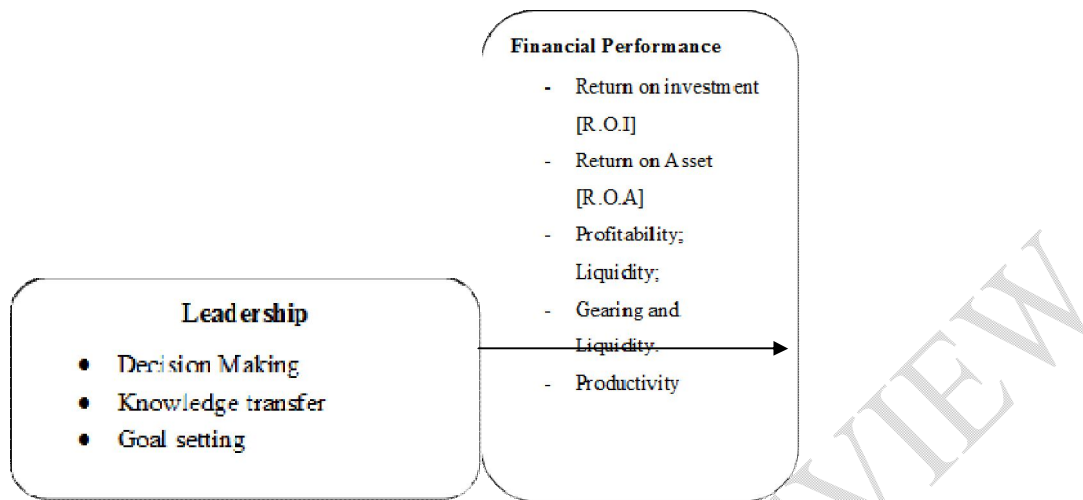 Financial Performance
- Return on investment
[R.O.I]
- Return on Asset
[R.O.A]
- Profitability;
Liquidity;
- Gearing and
Liquidity.
- Productivity
Leadership
● Decision Making
● Knowledge transfer
● Goal setting
VIEW